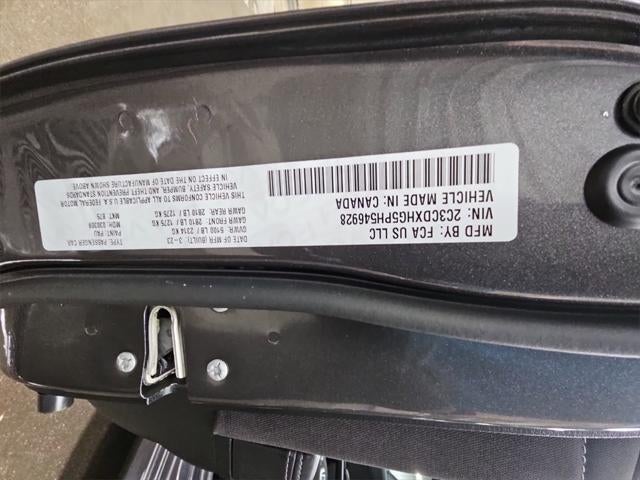 MFD BY: FCA US LLC
VIN: 2C3CDXHG5PH546928
VEHICLE MADE IN: CANADA
DATE OF MFR (BUILT): 3-23
GVWR: 5100 LB / 2314 KG
GAWR FRONT: 2810 LB 1275 KG
GAWR REAR 2810 / 1275 KG
THIS VEHICLE CONFORMS TO ALL APPLICABLE U.S.A. FEDERAL MOTOR
VEHICLE SAFETY, BUMPER, AND THEFT PREVENTION STANDARDS
IN EFFECT ON THE DATE OF MANUFACTURE SHOWN ABOVE.
TYPE: PASSENGER CAR
PAINT: PAU
MDH: 030309
MVX: 875